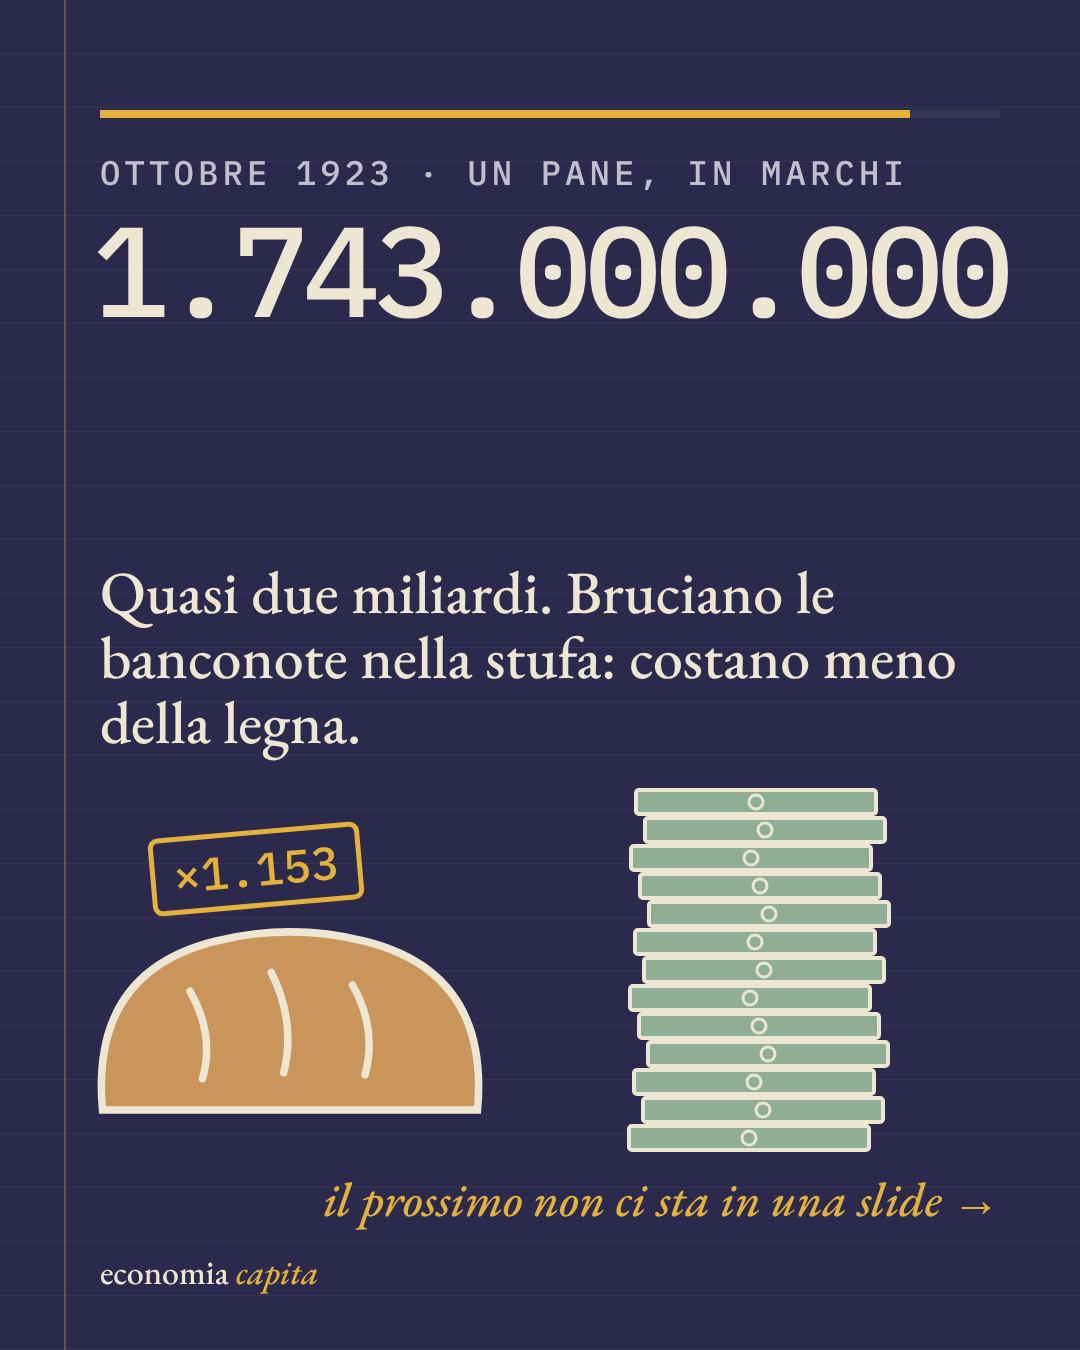 OTTOBRE 1923 · UN PANE, IN MARCHI
1.743.000.000
Quasi due miliardi. Bruciano le
banconote nella stufa: costano meno
della legna.
×1.153
il prossimo non ci sta in una slide →
economia capita